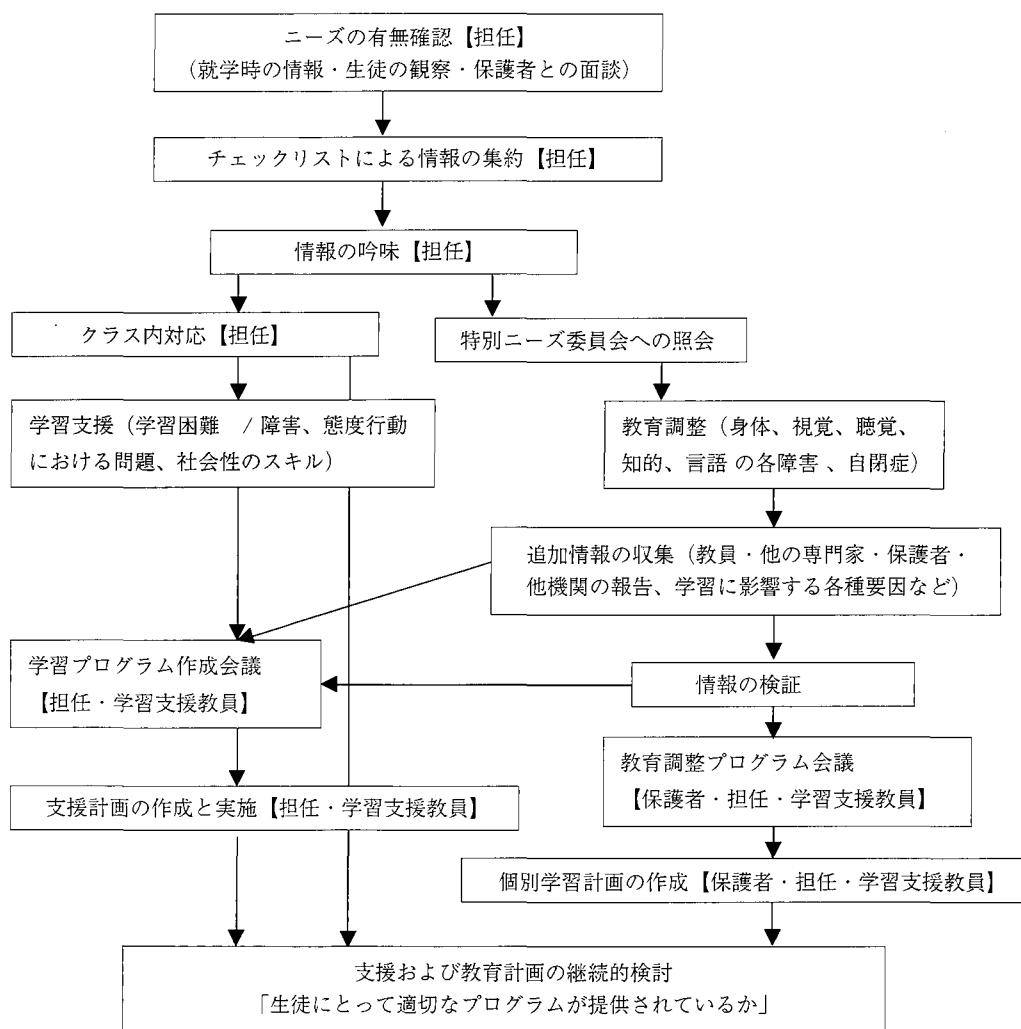 ニーズの有無確認【担任】
（就学時の情報・生徒の観察・保護者との面談）
チェックリストによる情報の集約【担任】
情報の吟味【担任】
クラス内対応【担任】
特別ニーズ委員会への照会
学習支援（学習困難 / 障害、態度行動
における問題、社会性のスキル）
教育調整（身体、視覚、聴覚、
知的、言語 の各障害 、自閉症）
追加情報の収集（教員・他の専門家・保護者・
他機関の報告、学習に影響する各種要因など）
学習プログラム作成会議
【担任・学習支援教員】
情報の検証
教育調整プログラム会議
【保護者・担任・学習支援教員】
支援計画の作成と実施【担任・学習支援教員】
個別学習計画の作成【保護者・担任・学習支援教員】
支援および教育計画の継続的検討
「生徒にとって適切なプログラムが提供されているか」